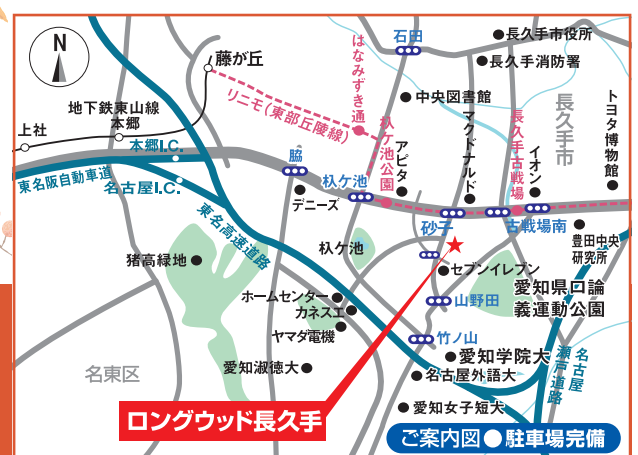 N
石田
長久手市役所
長久手消防署
藤が丘
はなみずき通
リニモ(東部丘陵線)
中央図書館
マクドナルド
長久手市
トヨタ博物館
地下鉄東山線
本郷
上社
本郷I.C.
東名阪自動車道
名古屋I.C.
脇
デニーズ
杁ケ池
杁ケ池公園
アピタ
長久手古戦場
イオン
砂子
古戦場南
東名高速道路
杁ケ池
猪高緑地
豊田中央
研究所
セブンイレブン
愛知県口論
義運動公園
ホームセンター
カネスエ
ヤマダ電機
山野田
竹ノ山
愛知淑徳大
愛知学院大
名古屋外語大
名古屋
瀬戸道路
名東区
愛知女子短大
ロングウッド長久手
ご案内図●駐車場完備